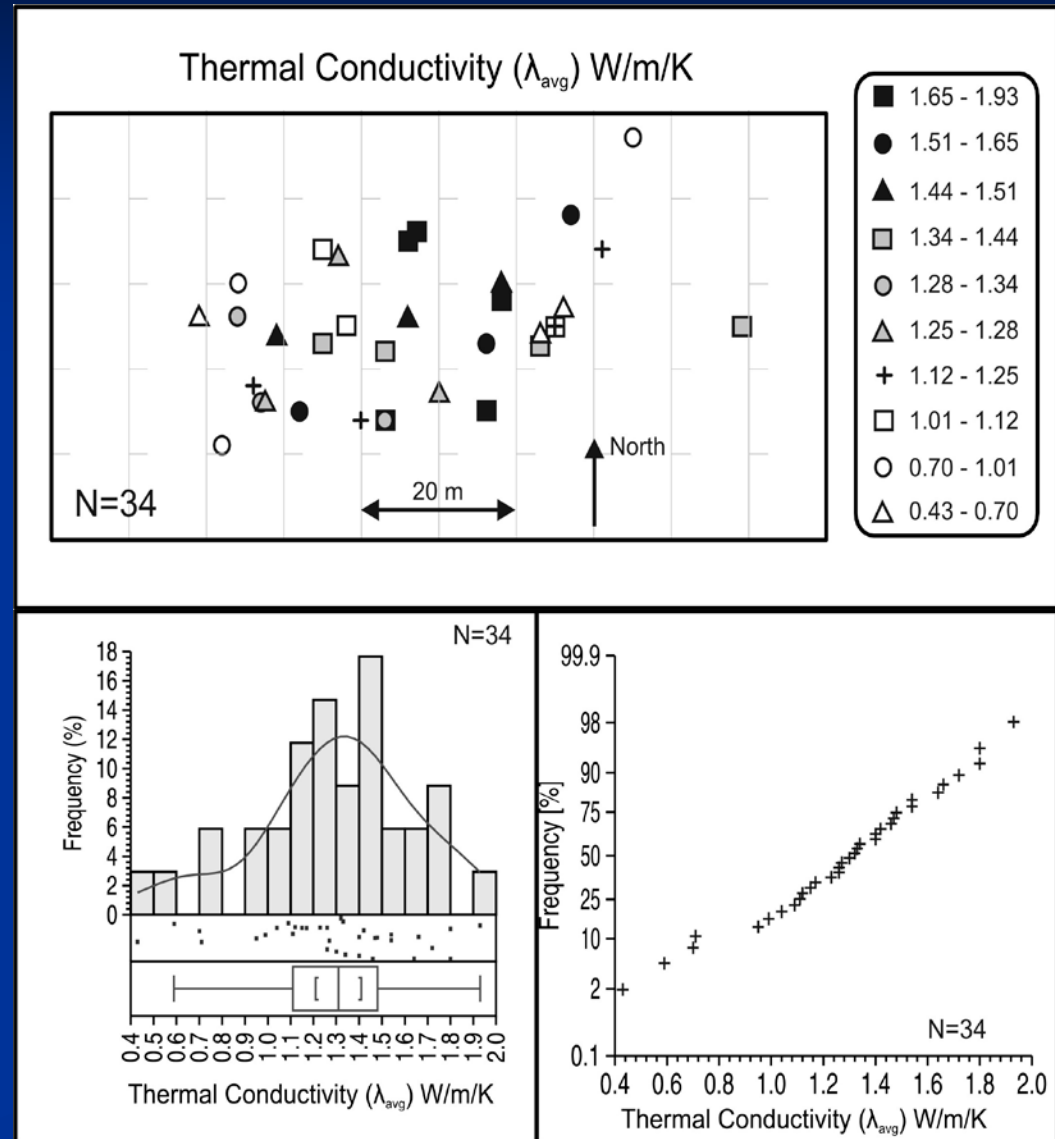 Thermal Conductivity (λavg) W/m/K
1.65 - 1.93
1.51 - 1.65
1.44 - 1.51
1.34 - 1.44
1.28 - 1.34
1.25 - 1.28
1.12 - 1.25
1.01 - 1.12
0.70 - 1.01
0.43 - 0.70
North
20 m
N=34
N=34
Frequency (%)
18
16
14
12
10
8
6
4
2
0
0.4 0.5 0.6 0.7 0.8 0.9 1.0 1.1 1.2 1.3 1.4 1.5 1.6 1.7 1.8 1.9 2.0
Thermal Conductivity (λavg) W/m/K
Frequency [%]
99.9
98
90
75
50
25
10
2
0.1
N=34
0.4 0.6 0.8 1.0 1.2 1.4 1.6 1.8 2.0
Thermal Conductivity (λavg) W/m/K